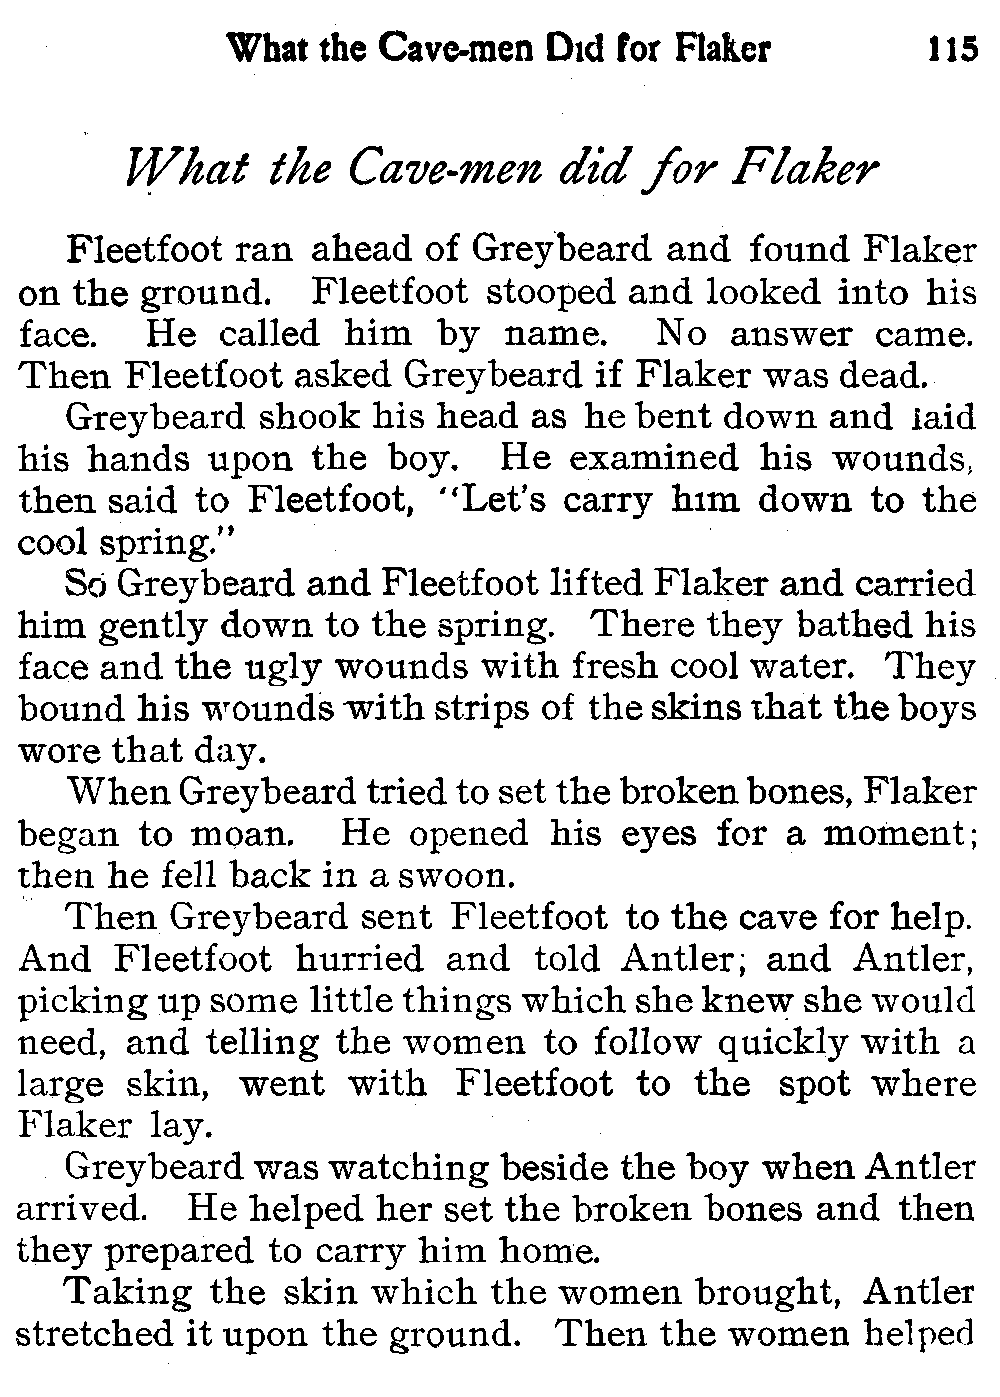 What the Cave-men Did for Flaker 115
What the Cave-men did for Flaker
Fleetfoot ran ahead of Greybeard and found Flaker
on the ground. Fleetfoot stooped and looked into his
face. He called him by name. No answer came.
Then Fleetfoot asked Greybeard if Flaker was dead.
Greybeard shook his head as he bent down and laid
his hands upon the boy. He examined his wounds,
then said to Fleetfoot, "Let's carry him down to the
cool spring."
So Greybeard and Fleetfoot lifted Flaker and carried
him gently down to the spring. There they bathed his
face and the ugly wounds with fresh cool water. They
bound his wounds with strips of the skins that the boys
wore that day.
When Greybeard tried to set the broken bones, Flaker
began to moan. He opened his eyes for a moment;
then he fell back in a swoon.
Then Greybeard sent Fleetfoot to the cave for help.
And Fleetfoot hurried and told Antler; and Antler,
picking up some little things which she knew she would
need, and telling the women to follow quickly with a
large skin, went with Fleetfoot to the spot where
Flaker lay.
Greybeard was watching beside the boy when Antler
arrived. He helped her set the broken bones and then
they prepared to carry him home.
Taking the skin which the women brought, Antler
stretched it upon the ground. Then the women helped